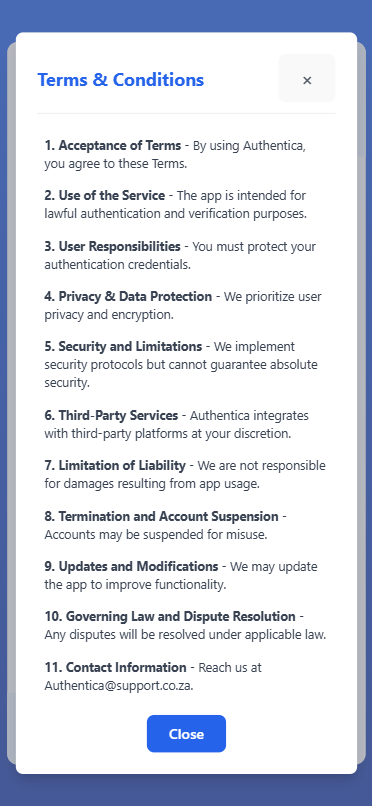 Terms & Conditions
×
1. Acceptance of Terms - By using Authentica,
you agree to these Terms.
2. Use of the Service - The app is intended for
lawful authentication and verification purposes.
3. User Responsibilities - You must protect your
authentication credentials.
4. Privacy & Data Protection - We prioritize user
privacy and encryption.
5. Security and Limitations - We implement
security protocols but cannot guarantee absolute
security.
6. Third-Party Services - Authentica integrates
with third-party platforms at your discretion.
7. Limitation of Liability - We are not responsible
for damages resulting from app usage.
8. Termination and Account Suspension -
Accounts may be suspended for misuse.
9. Updates and Modifications - We may update
the app to improve functionality.
10. Governing Law and Dispute Resolution -
Any disputes will be resolved under applicable law.
11. Contact Information - Reach us at
Authentica@support.co.za.
Close